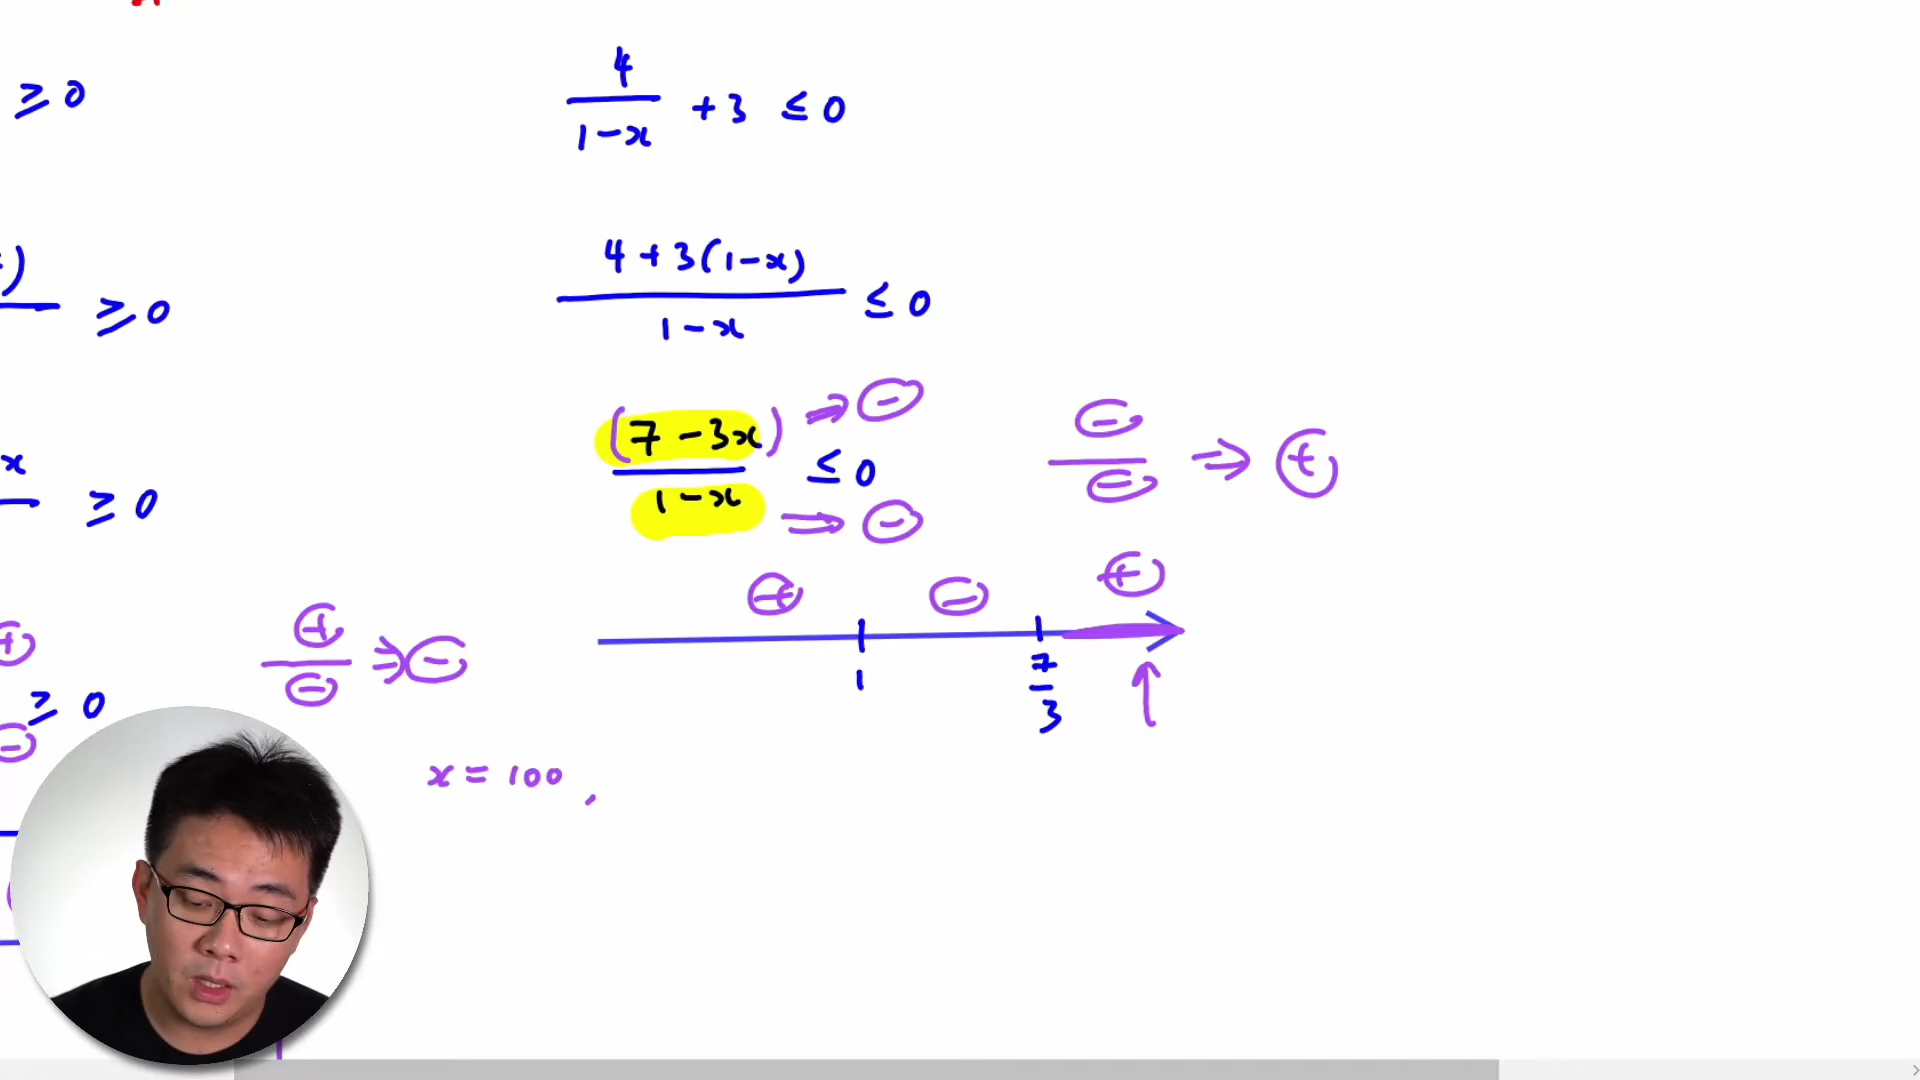 ≥ 0
4
—— + 3 ≤ 0
1 - x
)
—— ≥ 0
4 + 3(1 - x)
—— ≤ 0
1 - x
x
—— ≥ 0
(7 - 3x) ⇒ ⊖
—— ≤ 0
1 - x ⇒ ⊖
⊖
—— ⇒ ⊕
⊖
⊕
≥ 0
⊖
⊕
—— ⇒ ⊖
⊖
⊕ ⊖ ⊕
1 7/3
↑
x = 100 ,